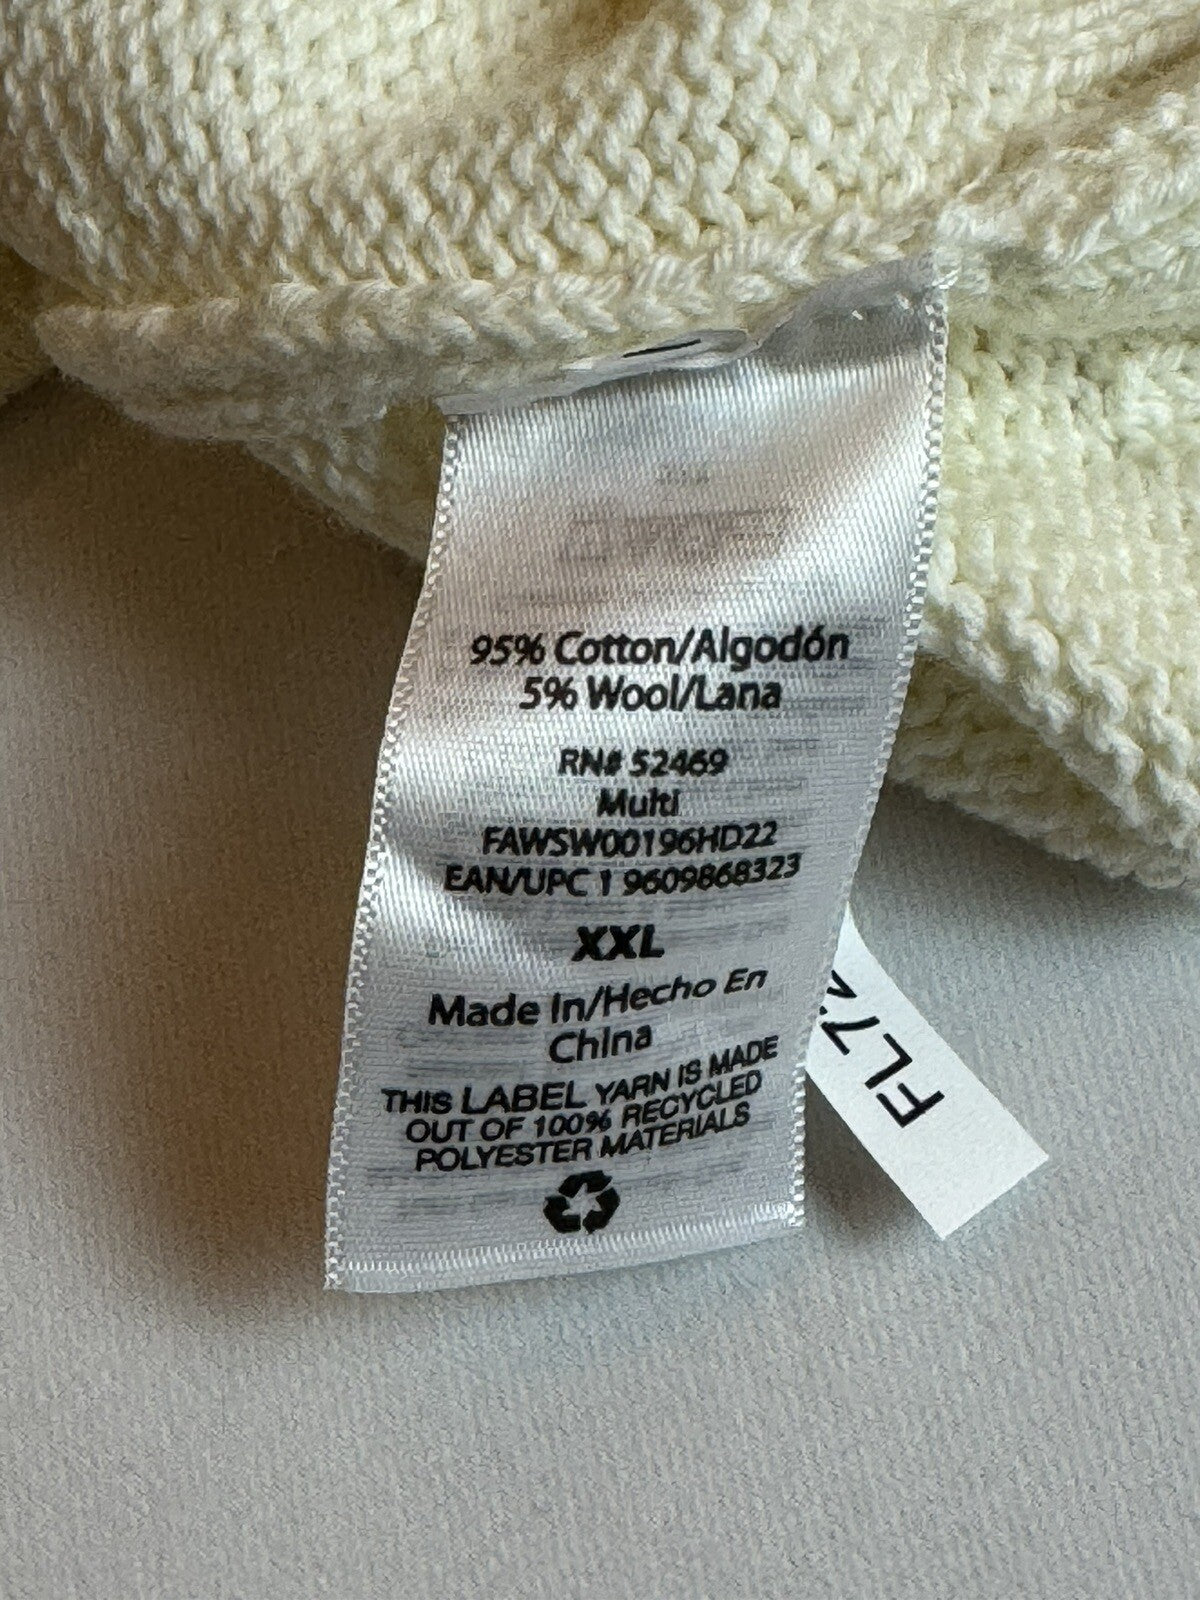 95% Cotton/Algodón
5% Wool/Lana
RN# 52469
Multi
FAWSW00196HD22
EAN/UPC 1 9609868323
XXL
Made In/Hecho En
China
THIS LABEL YARN IS MADE
OUT OF 100% RECYCLED
POLYESTER MATERIALS